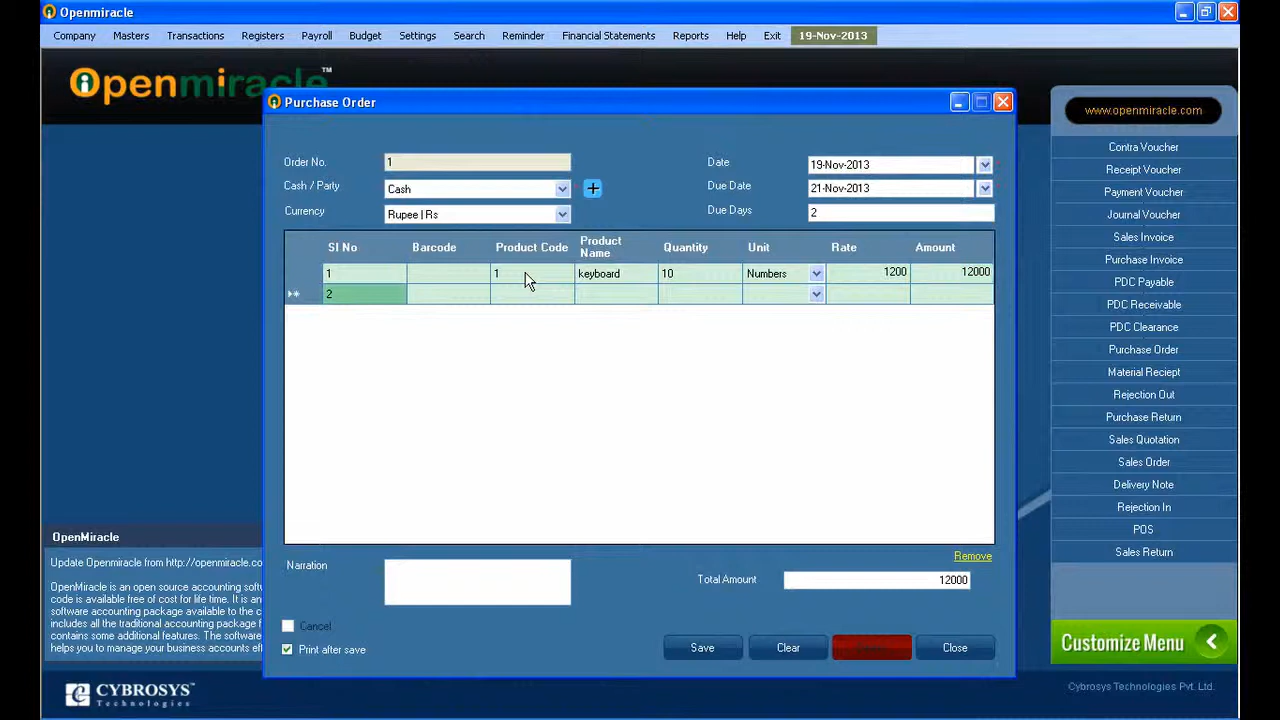 Openmiracle
Company Masters Transactions Registers Payroll Budget Settings Search Reminder Financial Statements Reports Help Exit 19-Nov-2013
Openmiracle™
Purchase Order
www.openmiracle.com
Order No. 1 Date 19-Nov-2013
Cash / Party Cash Due Date 21-Nov-2013
Currency Rupee | Rs Due Days 2
Sl No Barcode Product Code Product Name Quantity Unit Rate Amount
1 1 keyboard 10 Numbers 1200 12000
2
Remove
Narration Total Amount 12000
Cancel
Print after save
Save Clear Close
Contra Voucher
Receipt Voucher
Payment Voucher
Journal Voucher
Sales Invoice
Purchase Invoice
PDC Payable
PDC Receivable
PDC Clearance
Purchase Order
Material Reciept
Rejection Out
Purchase Return
Sales Quotation
Sales Order
Delivery Note
Rejection In
POS
Sales Return
Customize Menu
OpenMiracle
Update Openmiracle from http://openmiracle.co
OpenMiracle is an open source accounting soft
code is available free of cost for life time. It is an
software accounting package available to the c
includes all the traditional accounting package f
contains some additional features. The software
helps you to manage your business accounts ef
CYBROSYS™
Technologies
Cybrosys Technologies Pvt. Ltd.